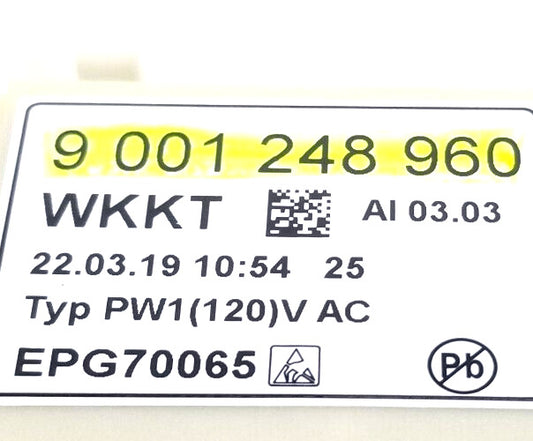 9 001 248 960
WKKT AI 03.03
22.03.19 10:54 25
Typ PW1(120)V AC
EPG70065 Pb